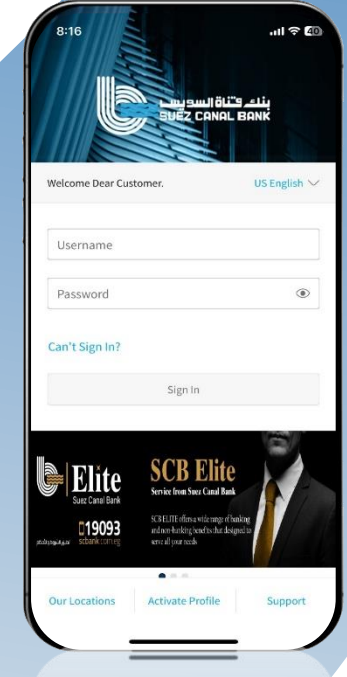 8:16
40
بنك قناة السويس
SUEZ CANAL BANK
Welcome Dear Customer.
US English
Username
Password
Can't Sign In?
Sign In
Elite
Suez Canal Bank
19093
scbank.com.eg
SCB Elite
Service from Suez Canal Bank
SCB ELITE offers a wide range of banking
and non-banking benefits that designed to
serve all your needs
Our Locations
Activate Profile
Support